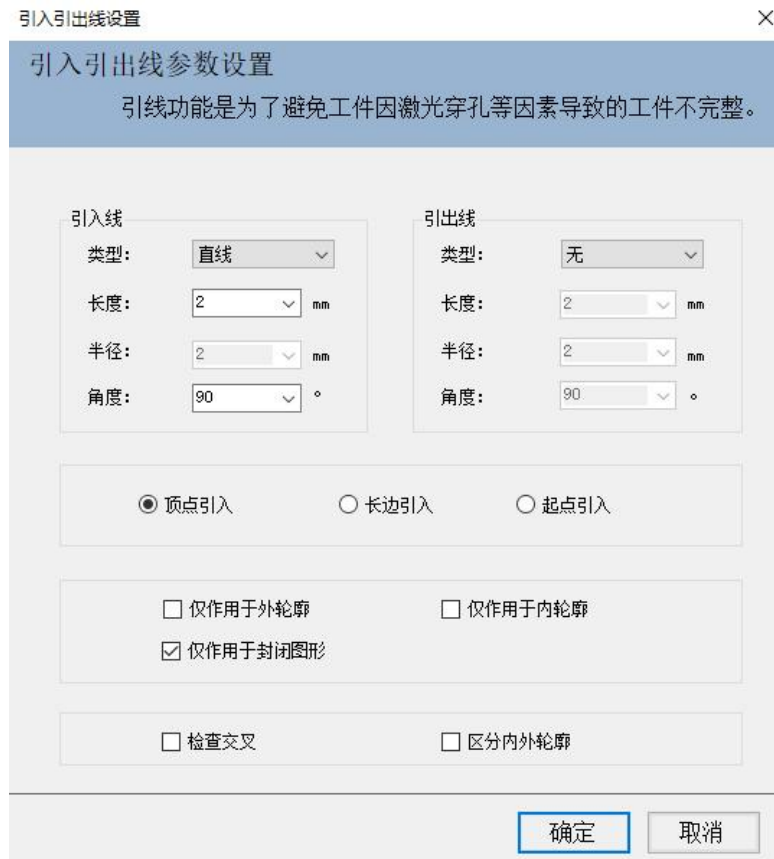 引入引出线设置
引入引出线参数设置
引线功能是为了避免工件因激光穿孔等因素导致的工件不完整。
引入线
类型: 直线
长度: 2 mm
半径: 2 mm
角度: 90 °
引出线
类型: 无
长度: 2 mm
半径: 2 mm
角度: 90 °
顶点引入 长边引入 起点引入
仅作用于外轮廓 仅作用于内轮廓
仅作用于封闭图形
检查交叉 区分内外轮廓
确定 取消